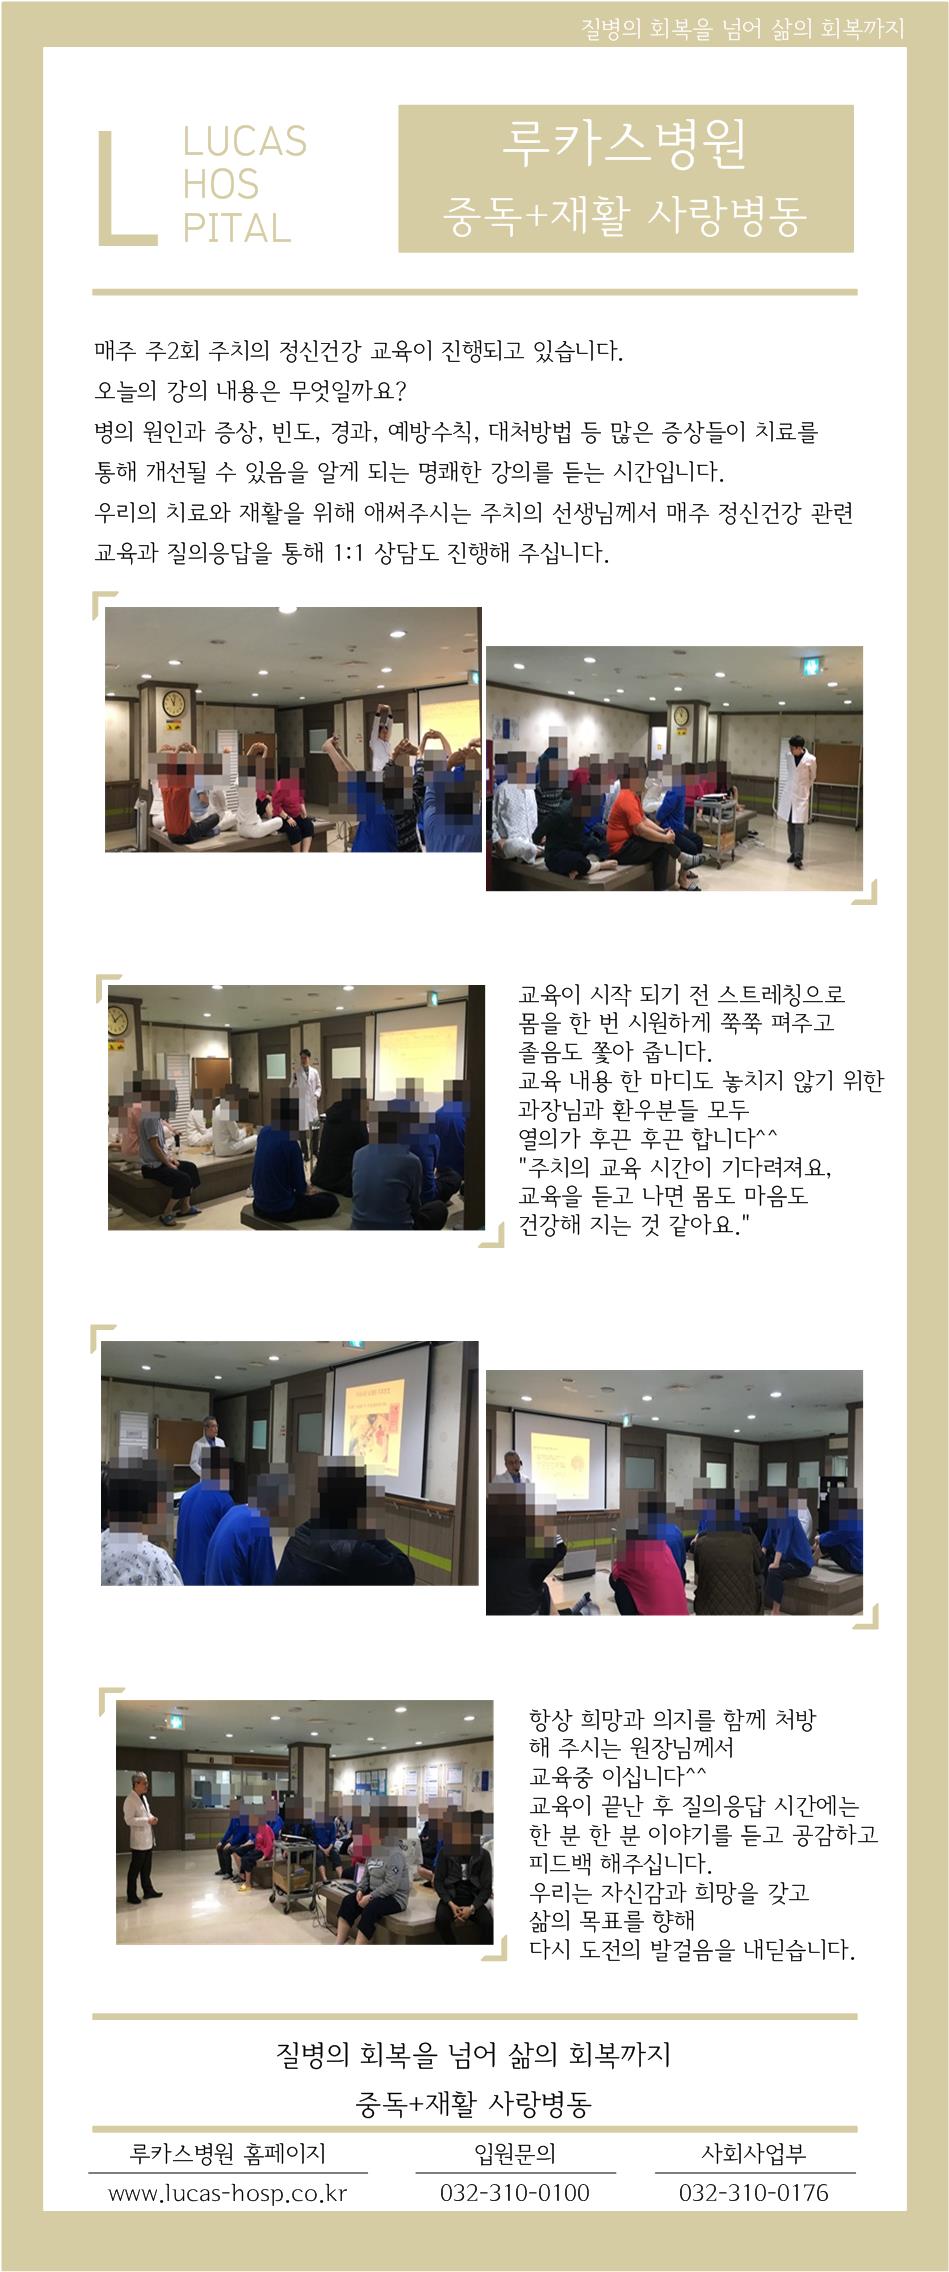 질병의 회복을 넘어 삶의 회복까지
L
LUCAS
HOS
PITAL
루카스병원
중독+재활 사랑병동
매주 주2회 주치의 정신건강 교육이 진행되고 있습니다.
오늘의 강의 내용은 무엇일까요?
병의 원인과 증상, 빈도, 경과, 예방수칙, 대처방법 등 많은 증상들이 치료를
통해 개선될 수 있음을 알게 되는 명쾌한 강의를 듣는 시간입니다.
우리의 치료와 재활을 위해 애써주시는 주치의 선생님께서 매주 정신건강 관련
교육과 질의응답을 통해 1:1 상담도 진행해 주십니다.
교육이 시작 되기 전 스트레칭으로
몸을 한 번 시원하게 쭉쭉 펴주고
졸음도 쫓아 줍니다.
교육 내용 한 마디도 놓치지 않기 위한
과장님과 환우분들 모두
열의가 후끈 후끈 합니다^^
"주치의 교육 시간이 기다려져요,
교육을 듣고 나면 몸도 마음도
건강해 지는 것 같아요."
항상 희망과 의지를 함께 처방
해 주시는 원장님께서
교육중 이십니다^^
교육이 끝난 후 질의응답 시간에는
한 분 한 분 이야기를 듣고 공감하고
피드백 해주십니다.
우리는 자신감과 희망을 갖고
삶의 목표를 향해
다시 도전의 발걸음을 내딛습니다.
질병의 회복을 넘어 삶의 회복까지
중독+재활 사랑병동
루카스병원 홈페이지
www.lucas-hosp.co.kr
입원문의
032-310-0100
사회사업부
032-310-0176